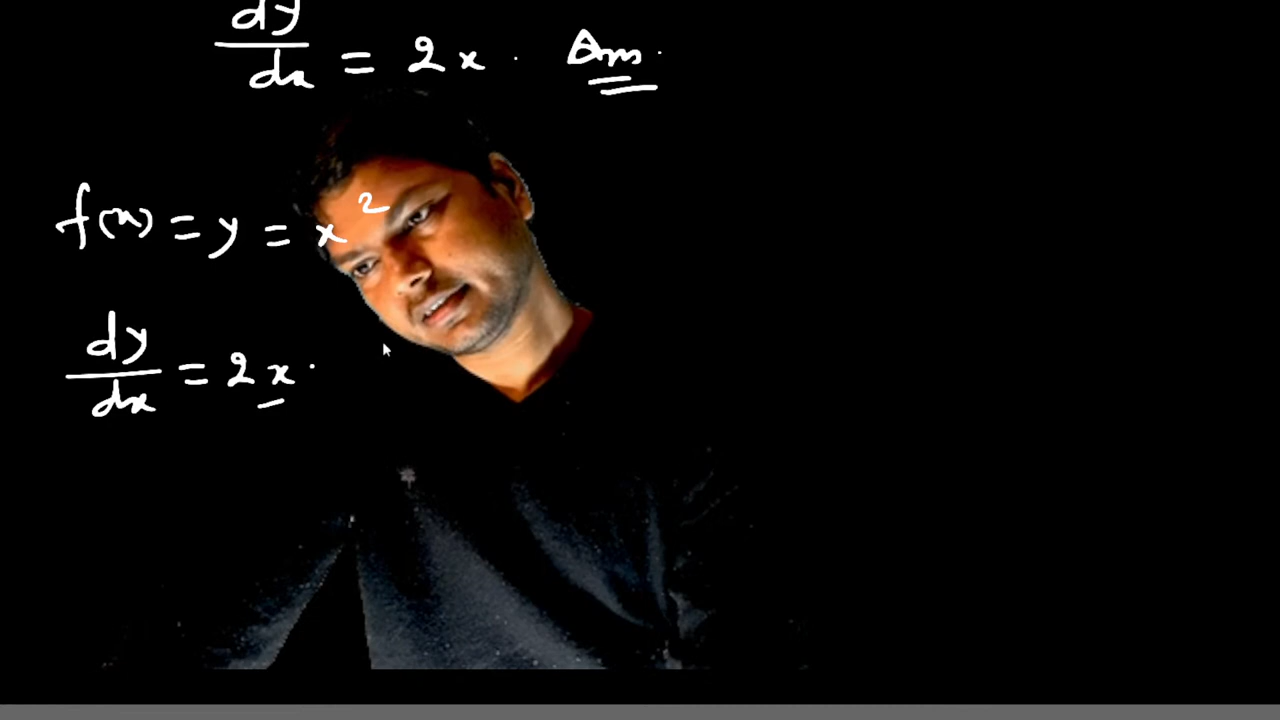 dy/dx = 2x . Ans.
f(x) = y = x²
dy/dx = 2x .